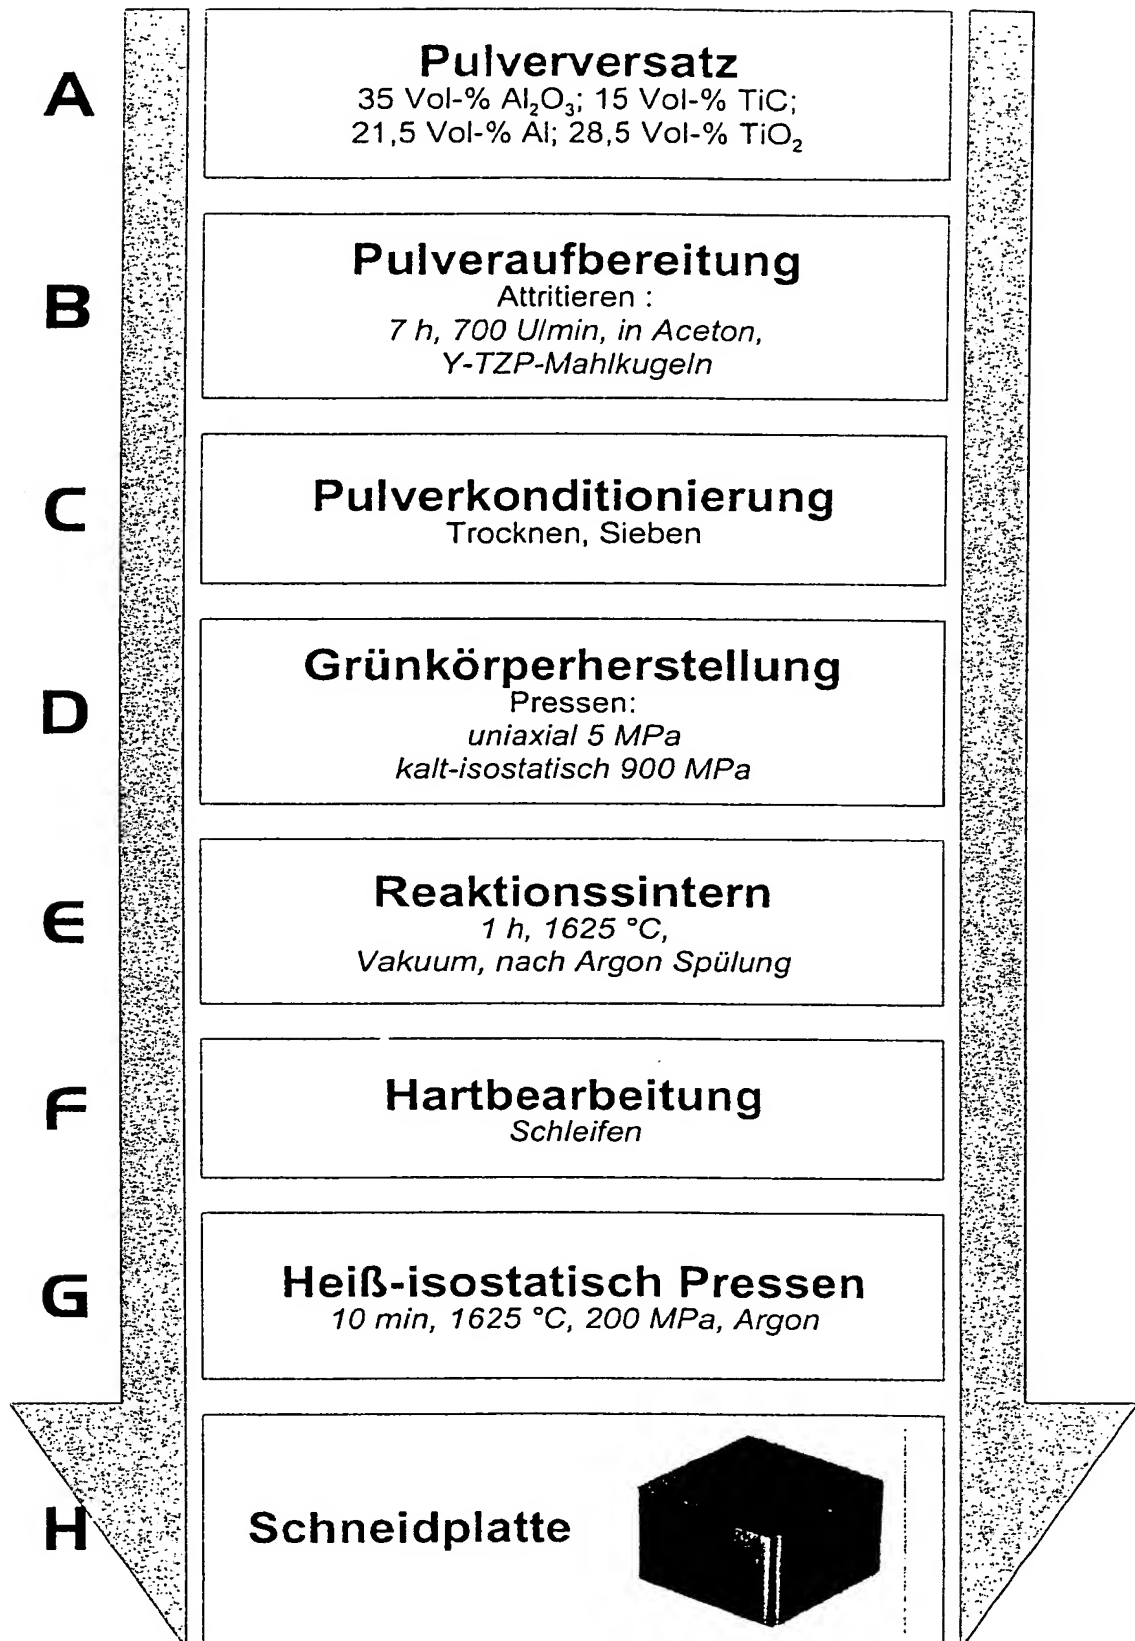 A
Pulverversatz
35 Vol-% Al₂O₃; 15 Vol-% TiC;
21,5 Vol-% Al; 28,5 Vol-% TiO₂
B
Pulveraufbereitung
Attritieren :
7 h, 700 U/min, in Aceton,
Y-TZP-Mahlkugeln
C
Pulverkonditionierung
Trocknen, Sieben
D
Grünkörperherstellung
Pressen:
uniaxial 5 MPa
kalt-isostatisch 900 MPa
E
Reaktionssintern
1 h, 1625 °C,
Vakuum, nach Argon Spülung
F
Hartbearbeitung
Schleifen
G
Heiß-isostatisch Pressen
10 min, 1625 °C, 200 MPa, Argon
H
Schneidplatte